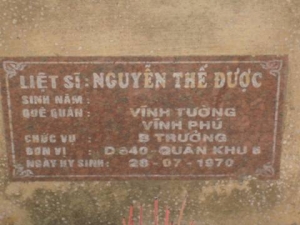 LIỆT SĨ: NGUYỄN THẾ ĐƯỢC
SINH NĂM :
QUÊ QUÁN : VĨNH TƯỜNG
VĨNH PHÚ
CHỨC VỤ : B TRƯỞNG
ĐƠN VỊ : D 840-QUÂN KHU 5
NGÀY HY SINH: 28-07-1970